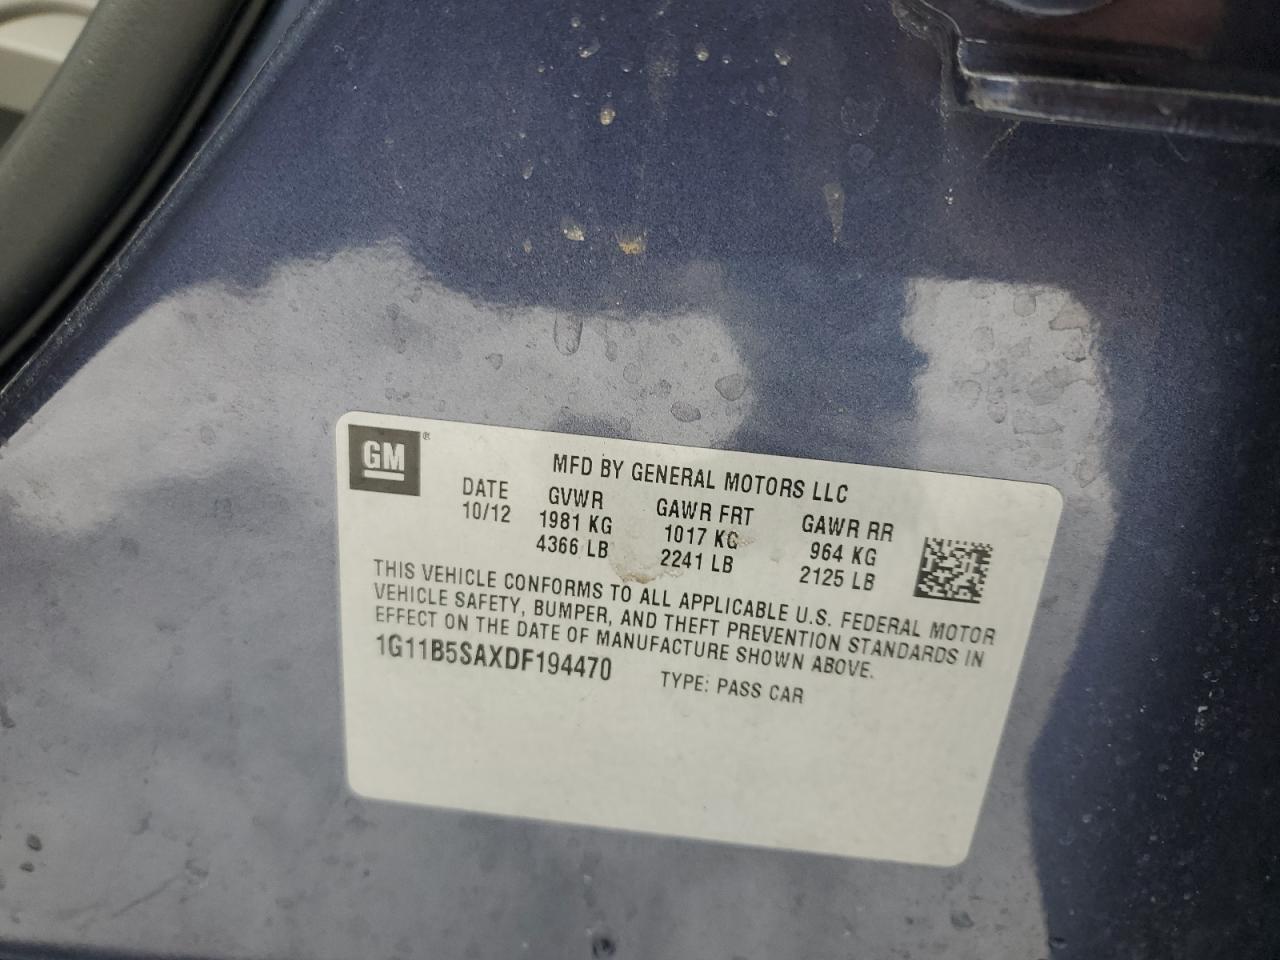 GM ®
MFD BY GENERAL MOTORS LLC
DATE GVWR GAWR FRT GAWR RR
10/12 1981 KG 1017 KG 964 KG
4366 LB 2241 LB 2125 LB
THIS VEHICLE CONFORMS TO ALL APPLICABLE U.S. FEDERAL MOTOR
VEHICLE SAFETY, BUMPER, AND THEFT PREVENTION STANDARDS IN
EFFECT ON THE DATE OF MANUFACTURE SHOWN ABOVE.
1G11B5SAXDF194470 TYPE: PASS CAR